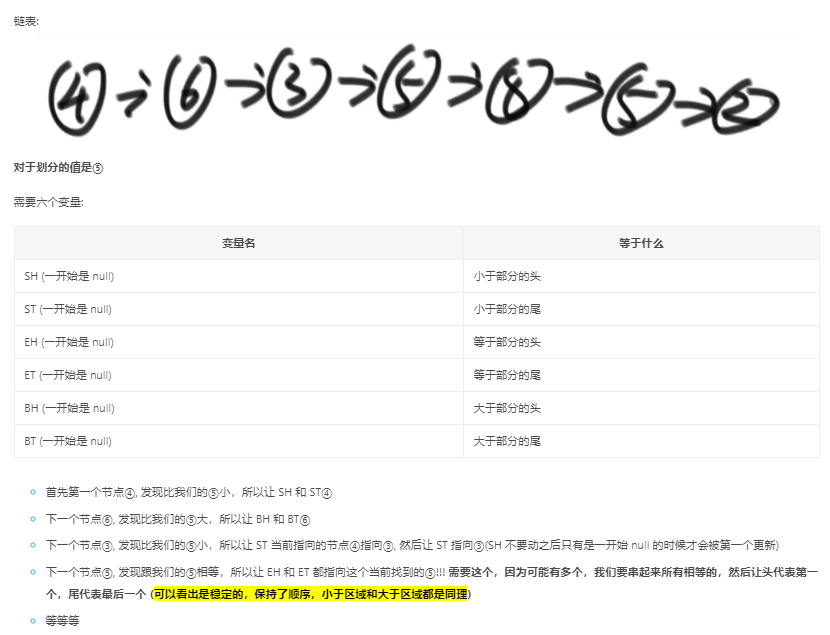 链表:
④→⑥→③→⑤→⑧→⑤→②
对于划分的值是⑤
需要六个变量:
变量名 等于什么
SH (一开始是 null) 小于部分的头
ST (一开始是 null) 小于部分的尾
EH (一开始是 null) 等于部分的头
ET (一开始是 null) 等于部分的尾
BH (一开始是 null) 大于部分的头
BT (一开始是 null) 大于部分的尾
首先第一个节点④, 发现比我们的⑤小，所以让 SH 和 ST④
下一个节点⑥, 发现比我们的⑤大，所以让 BH 和 BT⑥
下一个节点③, 发现比我们的⑤小，所以让 ST 当前指向的节点④指向③, 然后让 ST 指向③(SH 不要动之后只有是一开始 null 的时候才会被第一个更新)
下一个节点⑤, 发现跟我们的⑤相等，所以让 EH 和 ET 都指向这个当前找到的⑤!!! 需要这个，因为可能有多个，我们要串起来所有相等的，然后让头代表第一
个，尾代表最后一个 (可以看出是稳定的，保持了顺序，小于区域和大于区域都是同理)
等等等